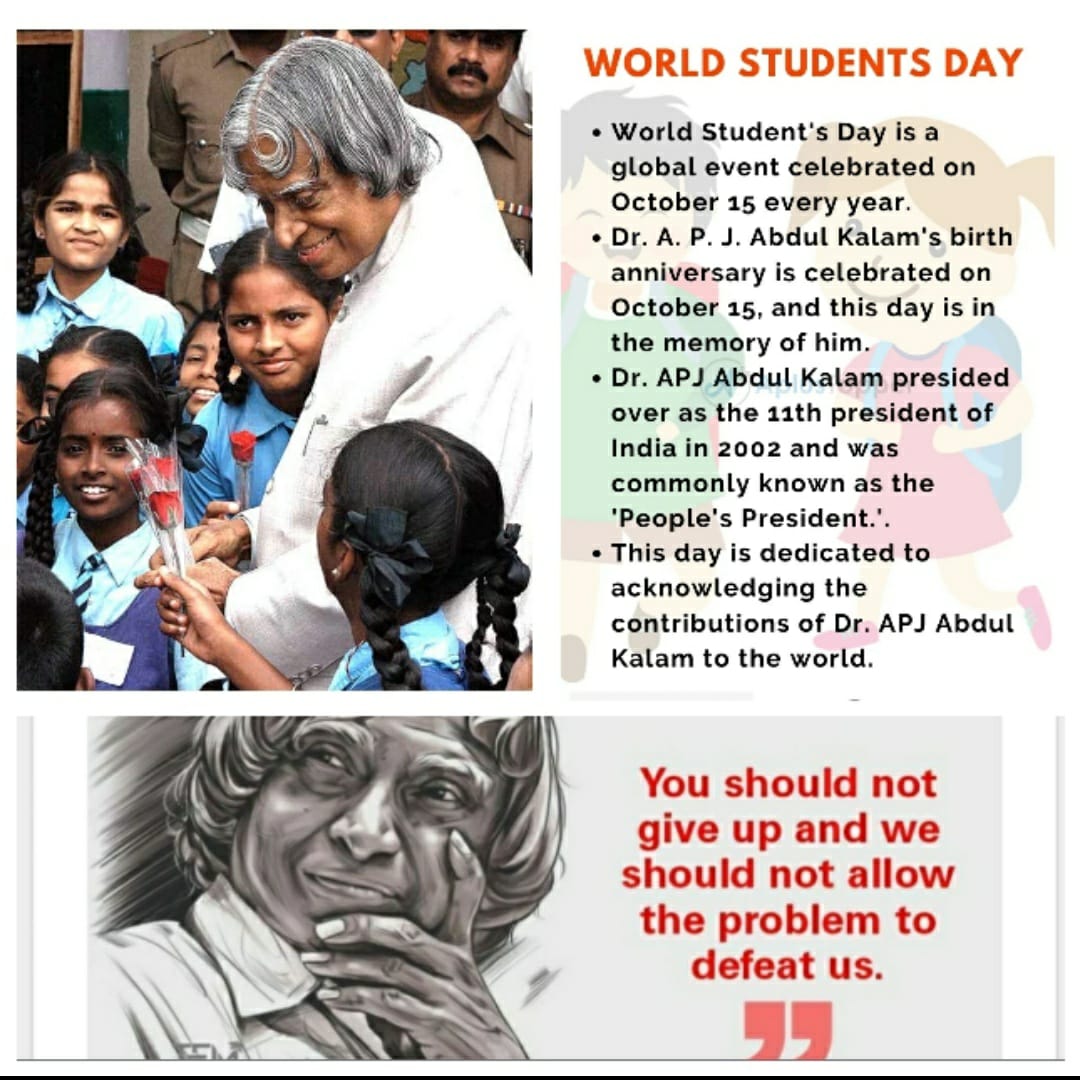 WORLD STUDENTS DAY
• World Student's Day is a
global event celebrated on
October 15 every year.
• Dr. A. P. J. Abdul Kalam's birth
anniversary is celebrated on
October 15, and this day is in
the memory of him.
• Dr. APJ Abdul Kalam presided
over as the 11th president of
India in 2002 and was
commonly known as the
'People's President.'.
• This day is dedicated to
acknowledging the
contributions of Dr. APJ Abdul
Kalam to the world.
You should not
give up and we
should not allow
the problem to
defeat us.
”